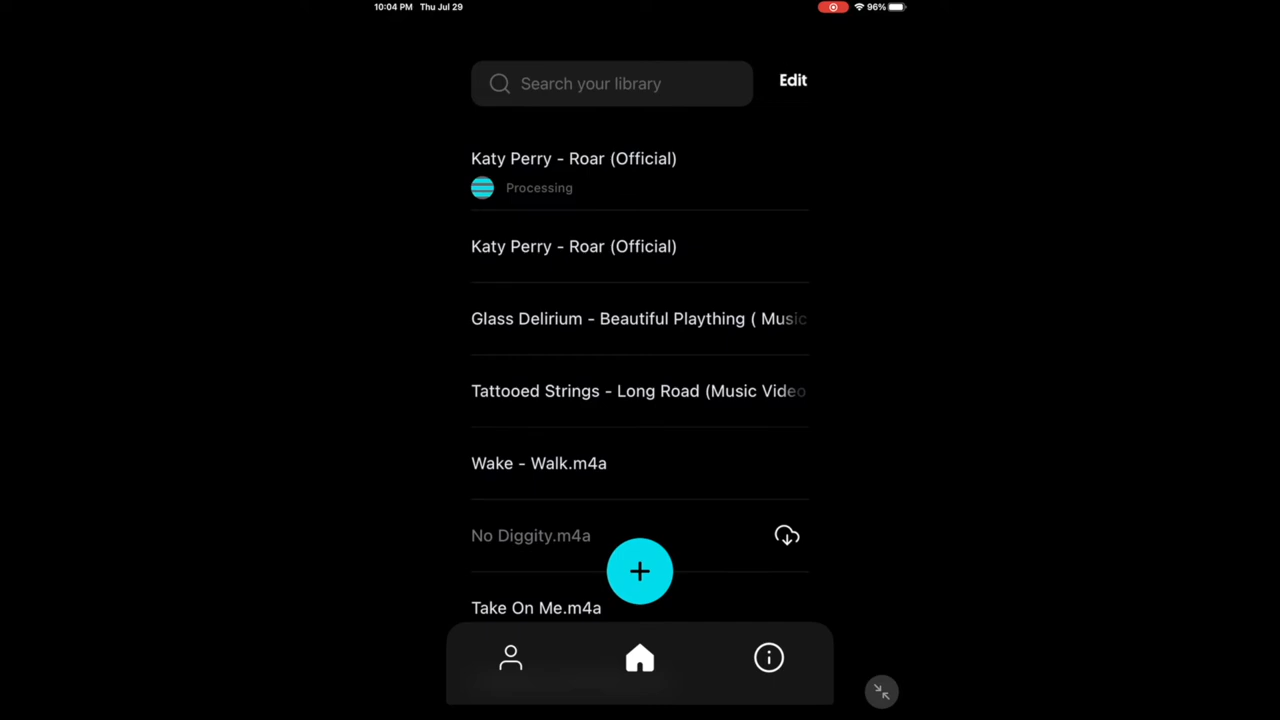 10:04 PM Thu Jul 29
96%
Search your library
Edit
Katy Perry - Roar (Official)
Processing
Katy Perry - Roar (Official)
Glass Delirium - Beautiful Plaything ( Music
Tattooed Strings - Long Road (Music Video
Wake - Walk.m4a
No Diggity.m4a
Take On Me.m4a